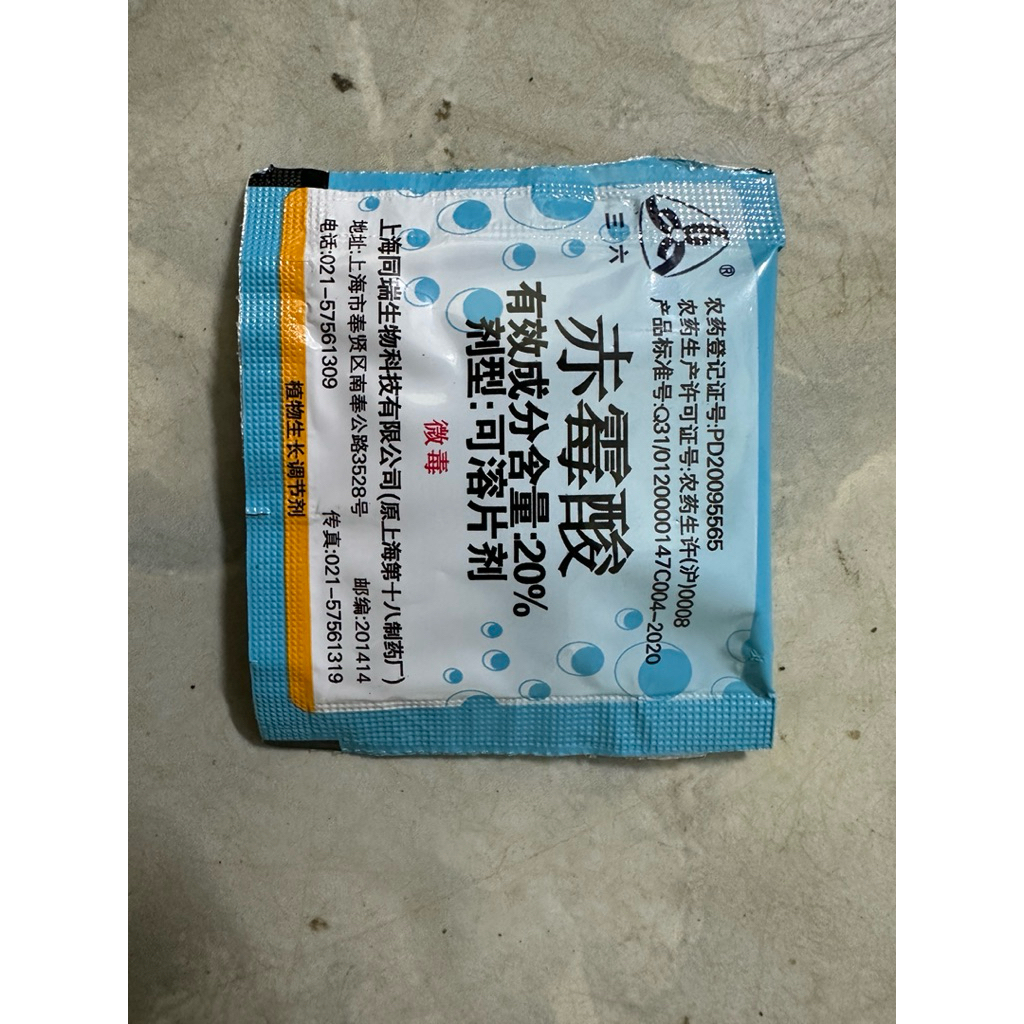 三六
®
农药登记证号:PD20095565
农药生产许可证号:农药生许(沪)0008
产品标准号:Q31/0120000147C004-2020
赤霉酸
有效成分含量:20%
剂型:可溶片剂
微毒
上海同瑞生物科技有限公司(原上海第十八制药厂)
地址:上海市奉贤区南奉公路3528号 邮编:201414
电话:021-57561309 传真:021-57561319
植物生长调节剂